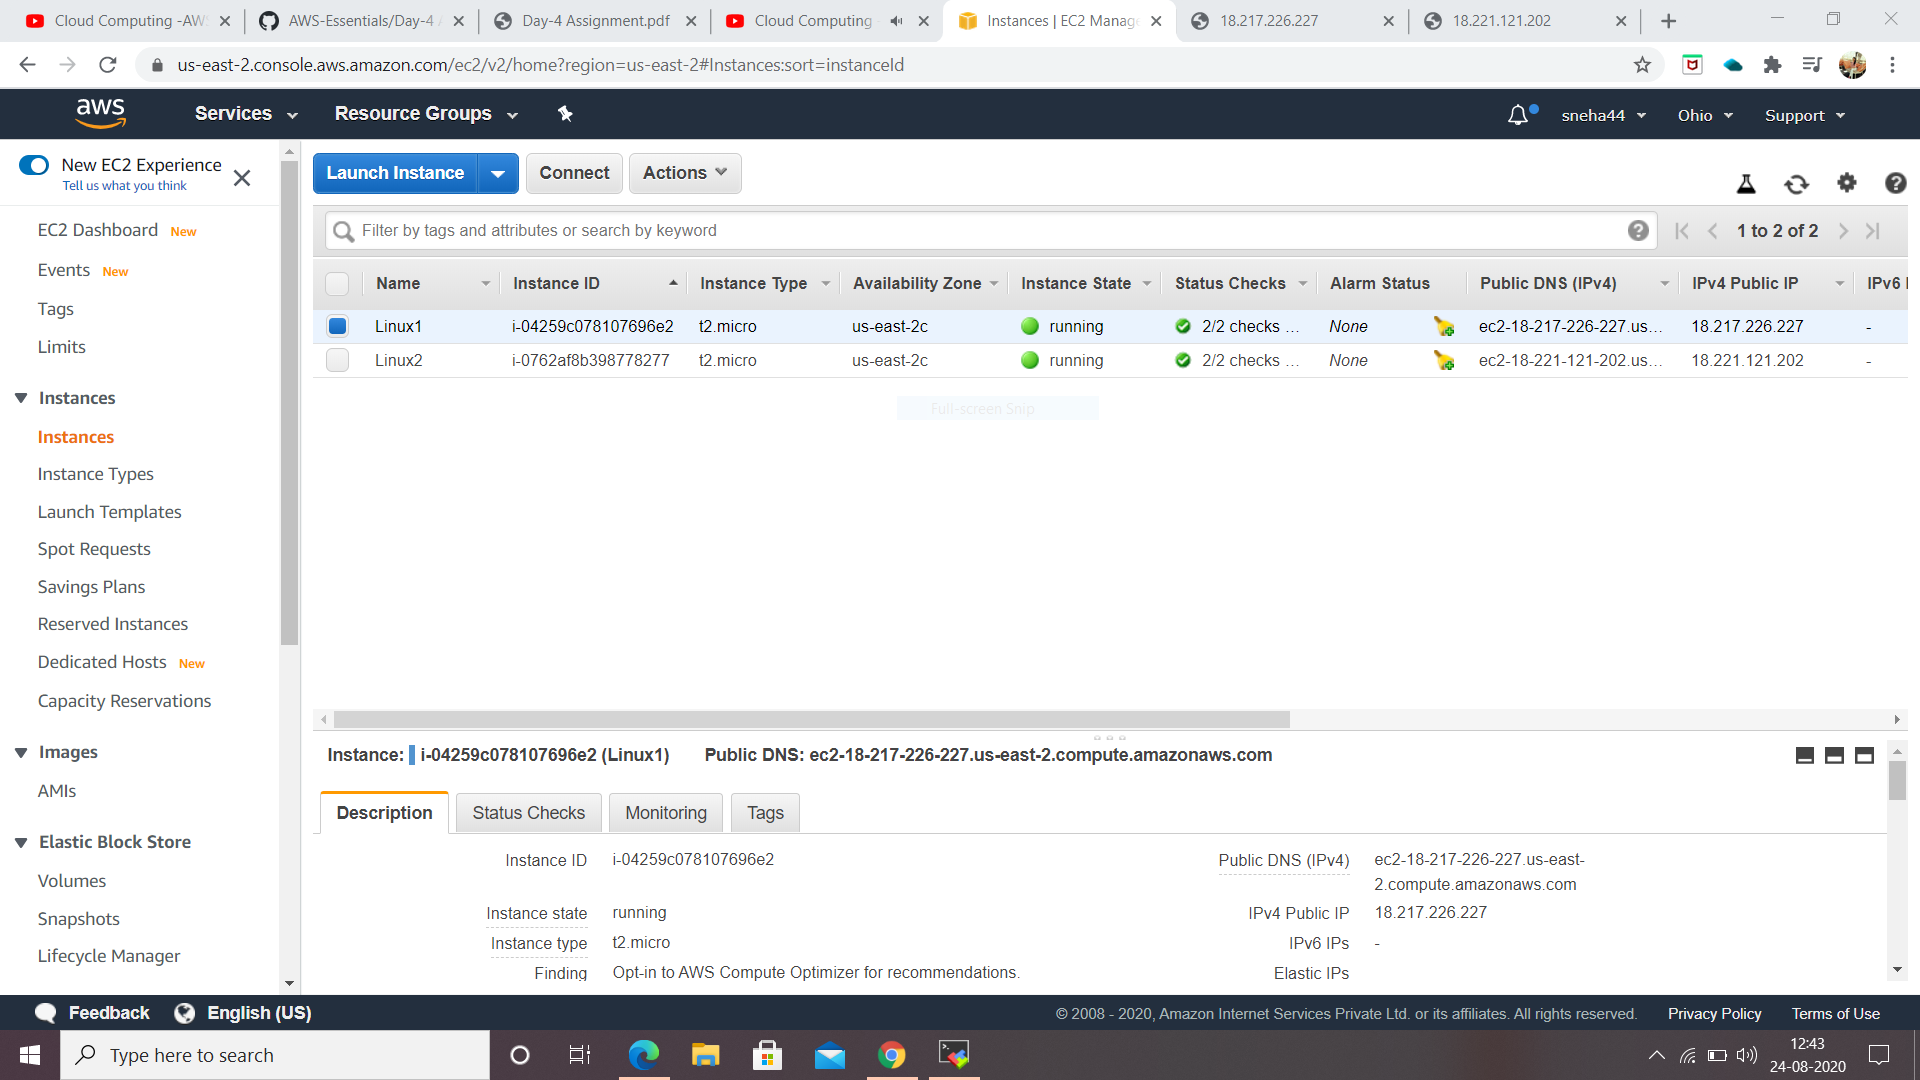 Cloud Computing -AW
AWS-Essentials/Day-4
Day-4 Assignment.pdf
Cloud Computing
Instances | EC2 Manag
18.217.226.227
18.221.121.202
us-east-2.console.aws.amazon.com/ec2/v2/home?region=us-east-2#Instances:sort=instanceId
aws
Services
Resource Groups
sneha44
Ohio
Support
New EC2 Experience
Tell us what you think
EC2 Dashboard New
Events New
Tags
Limits
Instances
Instances
Instance Types
Launch Templates
Spot Requests
Savings Plans
Reserved Instances
Dedicated Hosts New
Capacity Reservations
Images
AMIs
Elastic Block Store
Volumes
Snapshots
Lifecycle Manager
Launch Instance
Connect
Actions
Filter by tags and attributes or search by keyword
1 to 2 of 2
Name Instance ID Instance Type Availability Zone Instance State Status Checks Alarm Status Public DNS (IPv4) IPv4 Public IP IPv6 I
Linux1 i-04259c078107696e2 t2.micro us-east-2c running 2/2 checks ... None ec2-18-217-226-227.us... 18.217.226.227 -
Linux2 i-0762af8b398778277 t2.micro us-east-2c running 2/2 checks ... None ec2-18-221-121-202.us... 18.221.121.202 -
Full-screen Snip
Instance: i-04259c078107696e2 (Linux1) Public DNS: ec2-18-217-226-227.us-east-2.compute.amazonaws.com
Description
Status Checks
Monitoring
Tags
Instance ID i-04259c078107696e2
Instance state running
Instance type t2.micro
Finding Opt-in to AWS Compute Optimizer for recommendations.
Public DNS (IPv4) ec2-18-217-226-227.us-east-
2.compute.amazonaws.com
IPv4 Public IP 18.217.226.227
IPv6 IPs -
Elastic IPs
Feedback
English (US)
© 2008 - 2020, Amazon Internet Services Private Ltd. or its affiliates. All rights reserved.
Privacy Policy
Terms of Use
Type here to search
12:43
24-08-2020